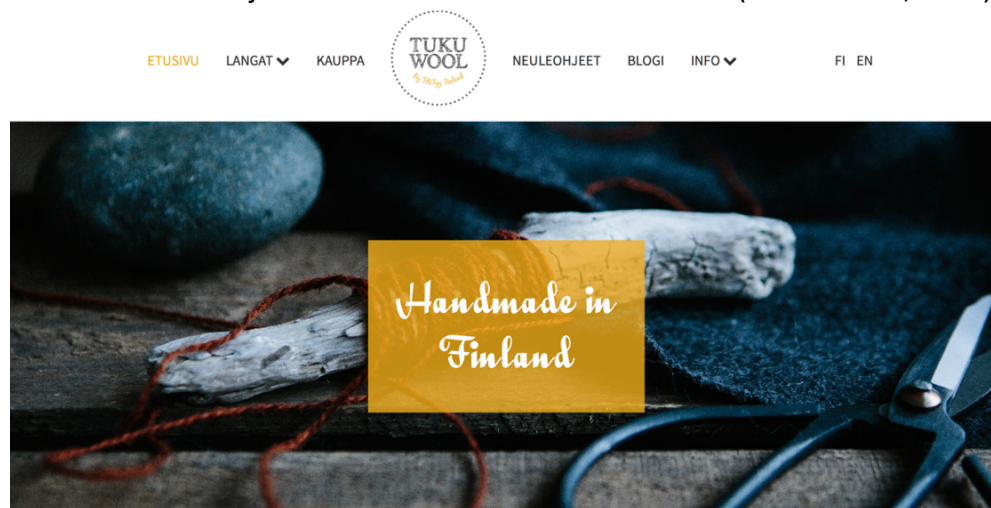 ETUSIVU LANGAT KAUPPA
TUKU
WOOL
NEULEOHJEET BLOGI INFO
FI EN
Handmade in
Finland